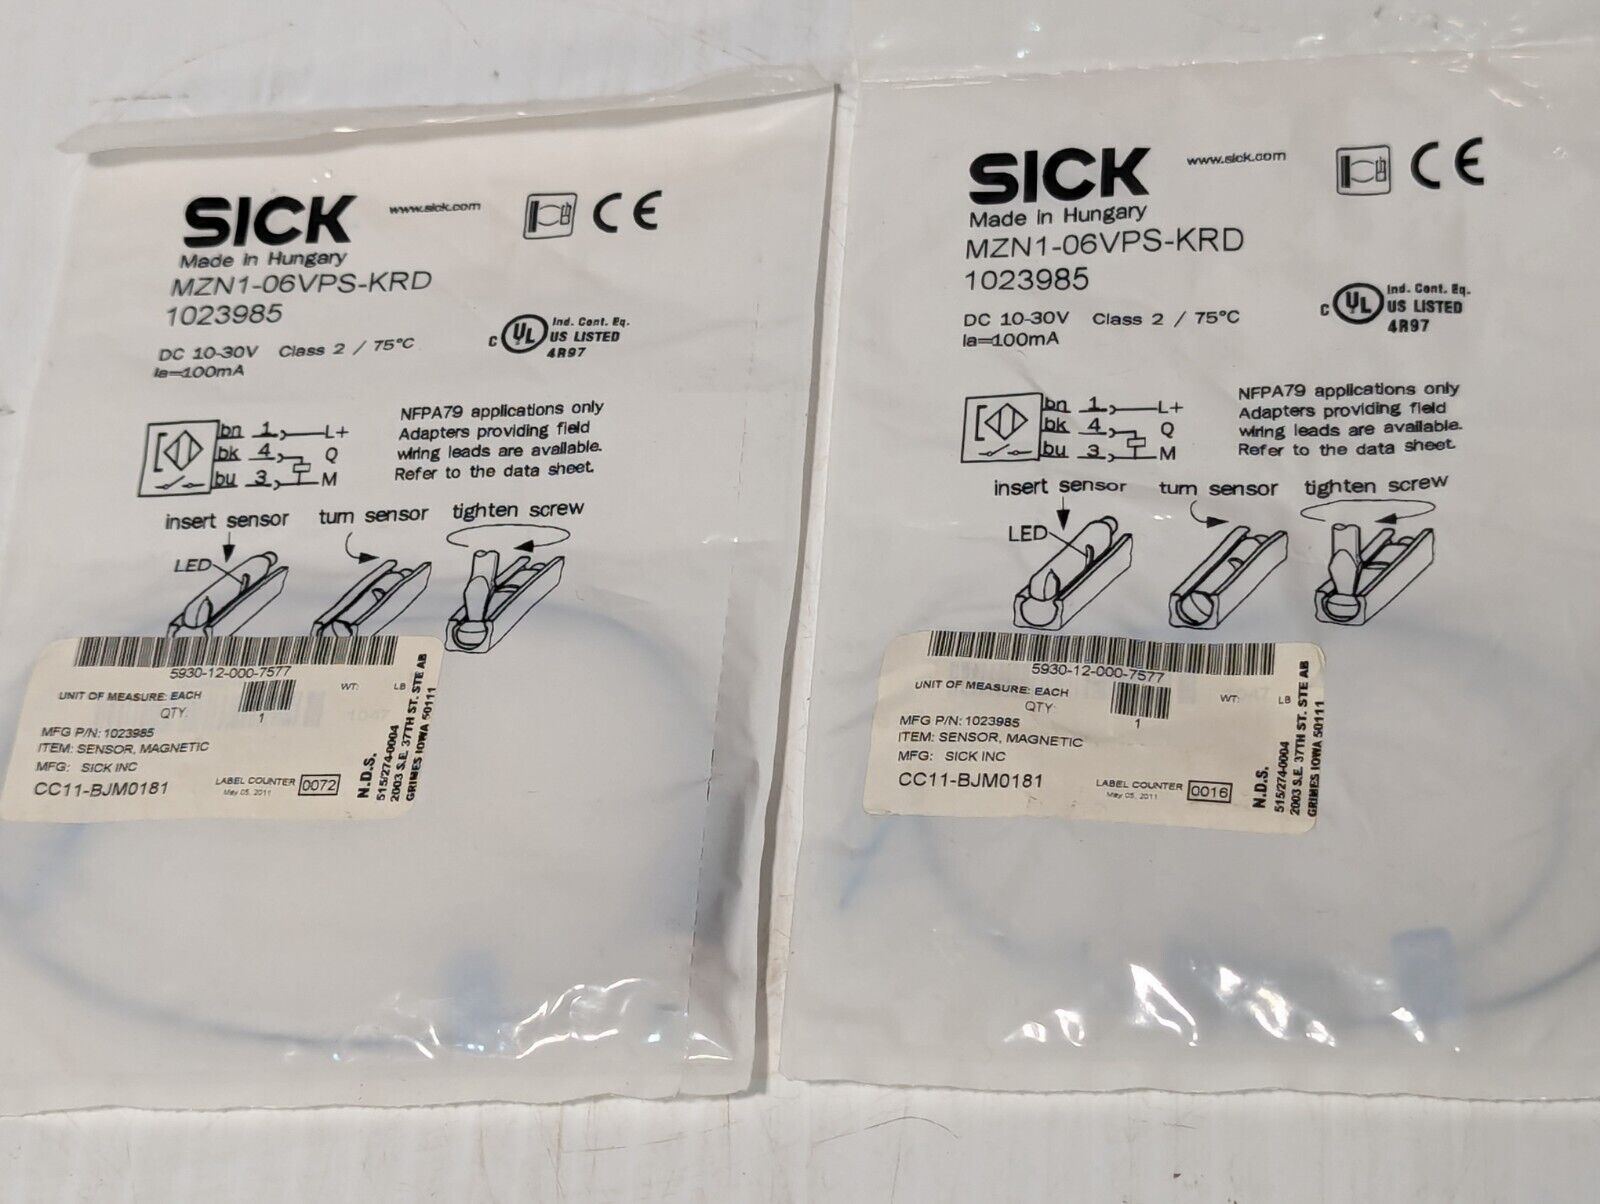 SICK
www.sick.com
CE
Made in Hungary
MZN1-06VPS-KRD
1023985
DC 10-30V Class 2 / 75°C
Ia=100mA
c UL US LISTED
Ind. Cont. Eq.
4R97
bn 1 L+
bk 4 Q
bu 3 M
NFPA79 applications only
Adapters providing field
wiring leads are available.
Refer to the data sheet.
insert sensor
turn sensor
tighten screw
LED
5930-12-000-7577
UNIT OF MEASURE: EACH
WT: LB
QTY:
1
MFG P/N: 1023985
ITEM: SENSOR, MAGNETIC
MFG: SICK INC
CC11-BJM0181
LABEL COUNTER 0072
May 05, 2011
N.D.S.
515/274-0004
2003 S.E. 37TH ST. STE AB
GRIMES IOWA 50111
SICK
www.sick.com
CE
Made in Hungary
MZN1-06VPS-KRD
1023985
DC 10-30V Class 2 / 75°C
Ia=100mA
c UL US LISTED
Ind. Cont. Eq.
4R97
bn 1 L+
bk 4 Q
bu 3 M
NFPA79 applications only
Adapters providing field
wiring leads are available.
Refer to the data sheet.
insert sensor
turn sensor
tighten screw
LED
5930-12-000-7577
UNIT OF MEASURE: EACH
WT: LB
QTY:
1
MFG P/N: 1023985
ITEM: SENSOR, MAGNETIC
MFG: SICK INC
CC11-BJM0181
LABEL COUNTER 0016
May 05, 2011
N.D.S.
515/274-0004
2003 S.E. 37TH ST. STE AB
GRIMES IOWA 50111